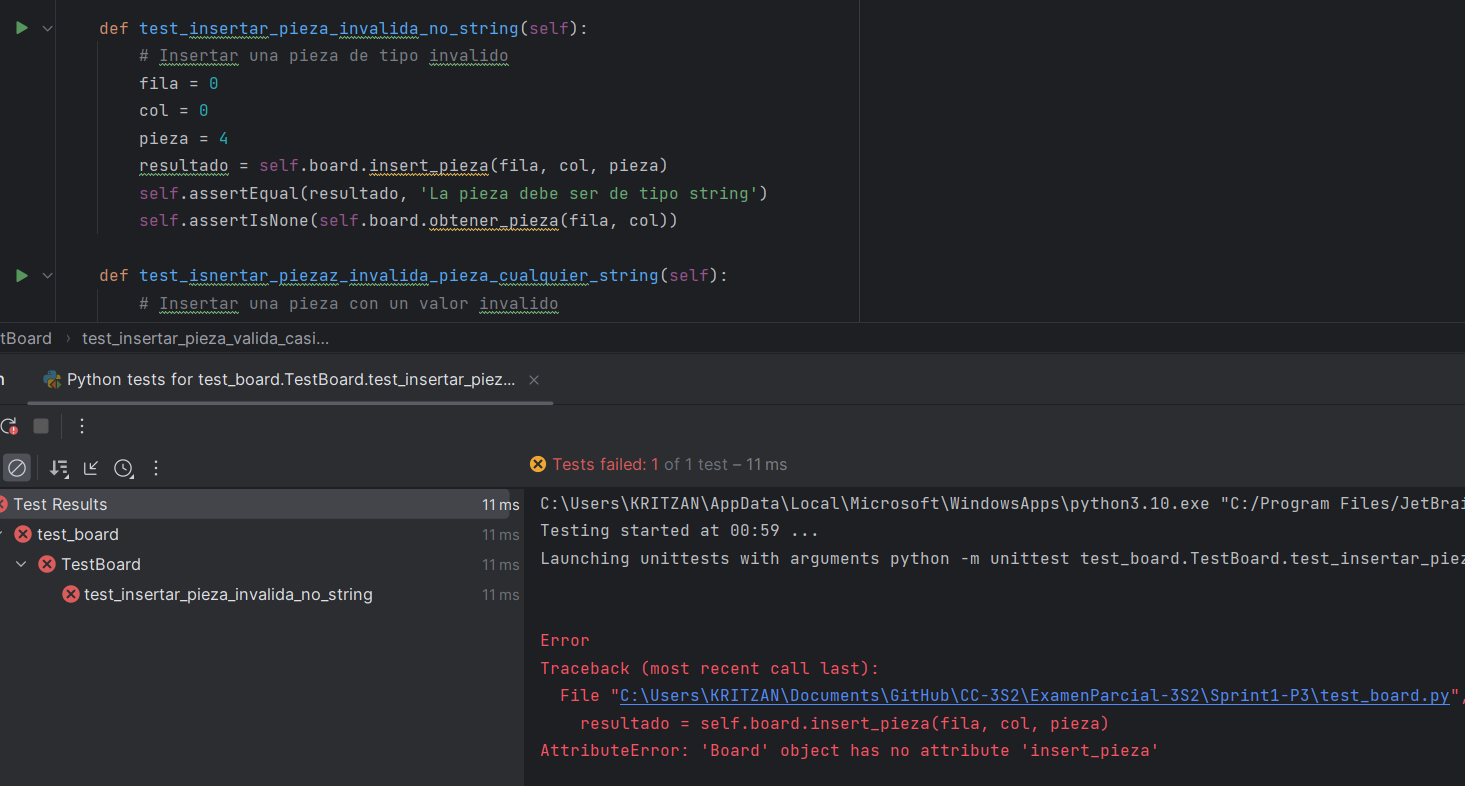 def test_insertar_pieza_invalida_no_string(self):
# Insertar una pieza de tipo invalido
fila = 0
col = 0
pieza = 4
resultado = self.board.insert_pieza(fila, col, pieza)
self.assertEqual(resultado, 'La pieza debe ser de tipo string')
self.assertIsNone(self.board.obtener_pieza(fila, col))
def test_isnertar_piezaz_invalida_pieza_cualquier_string(self):
# Insertar una pieza con un valor invalido
tBoard › test_insertar_pieza_valida_casi...
n Python tests for test_board.TestBoard.test_insertar_piez... ×
Tests failed: 1 of 1 test – 11 ms
Test Results 11 ms
test_board 11 ms
TestBoard 11 ms
test_insertar_pieza_invalida_no_string 11 ms
C:\Users\KRITZAN\AppData\Local\Microsoft\WindowsApps\python3.10.exe "C:/Program Files/JetBrai
Testing started at 00:59 ...
Launching unittests with arguments python -m unittest test_board.TestBoard.test_insertar_piez
Error
Traceback (most recent call last):
File "C:\Users\KRITZAN\Documents\GitHub\CC-3S2\ExamenParcial-3S2\Sprint1-P3\test_board.py",
resultado = self.board.insert_pieza(fila, col, pieza)
AttributeError: 'Board' object has no attribute 'insert_pieza'